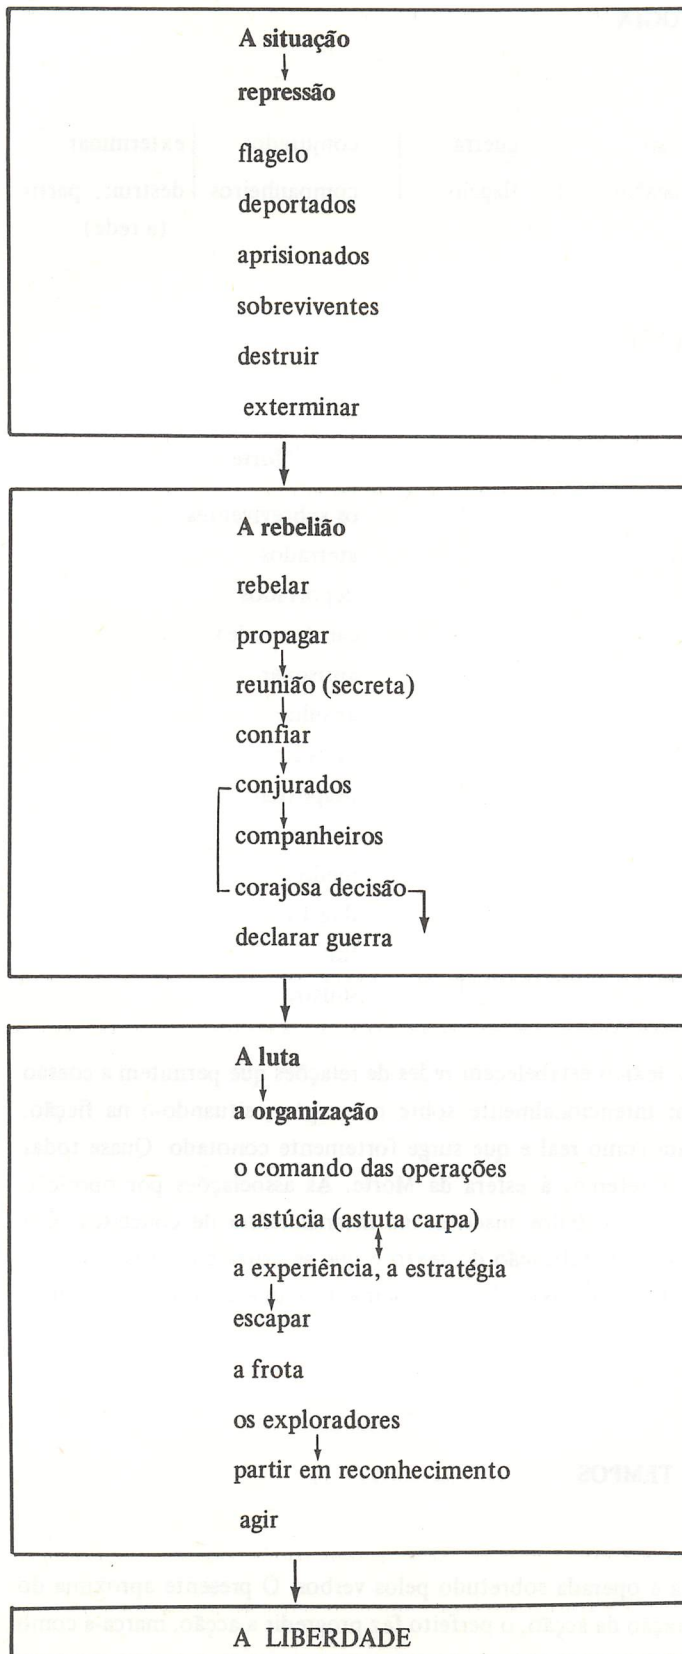 A situação
repressão
flagelo
deportados
aprisionados
sobreviventes
destruir
exterminar
A rebelião
rebelar
propagar
reunião (secreta)
confiar
conjurados
companheiros
corajosa decisão
declarar guerra
A luta
a organização
o comando das operações
a astúcia (astuta carpa)
a experiência, a estratégia
escapar
a frota
os exploradores
partir em reconhecimento
agir
A LIBERDADE